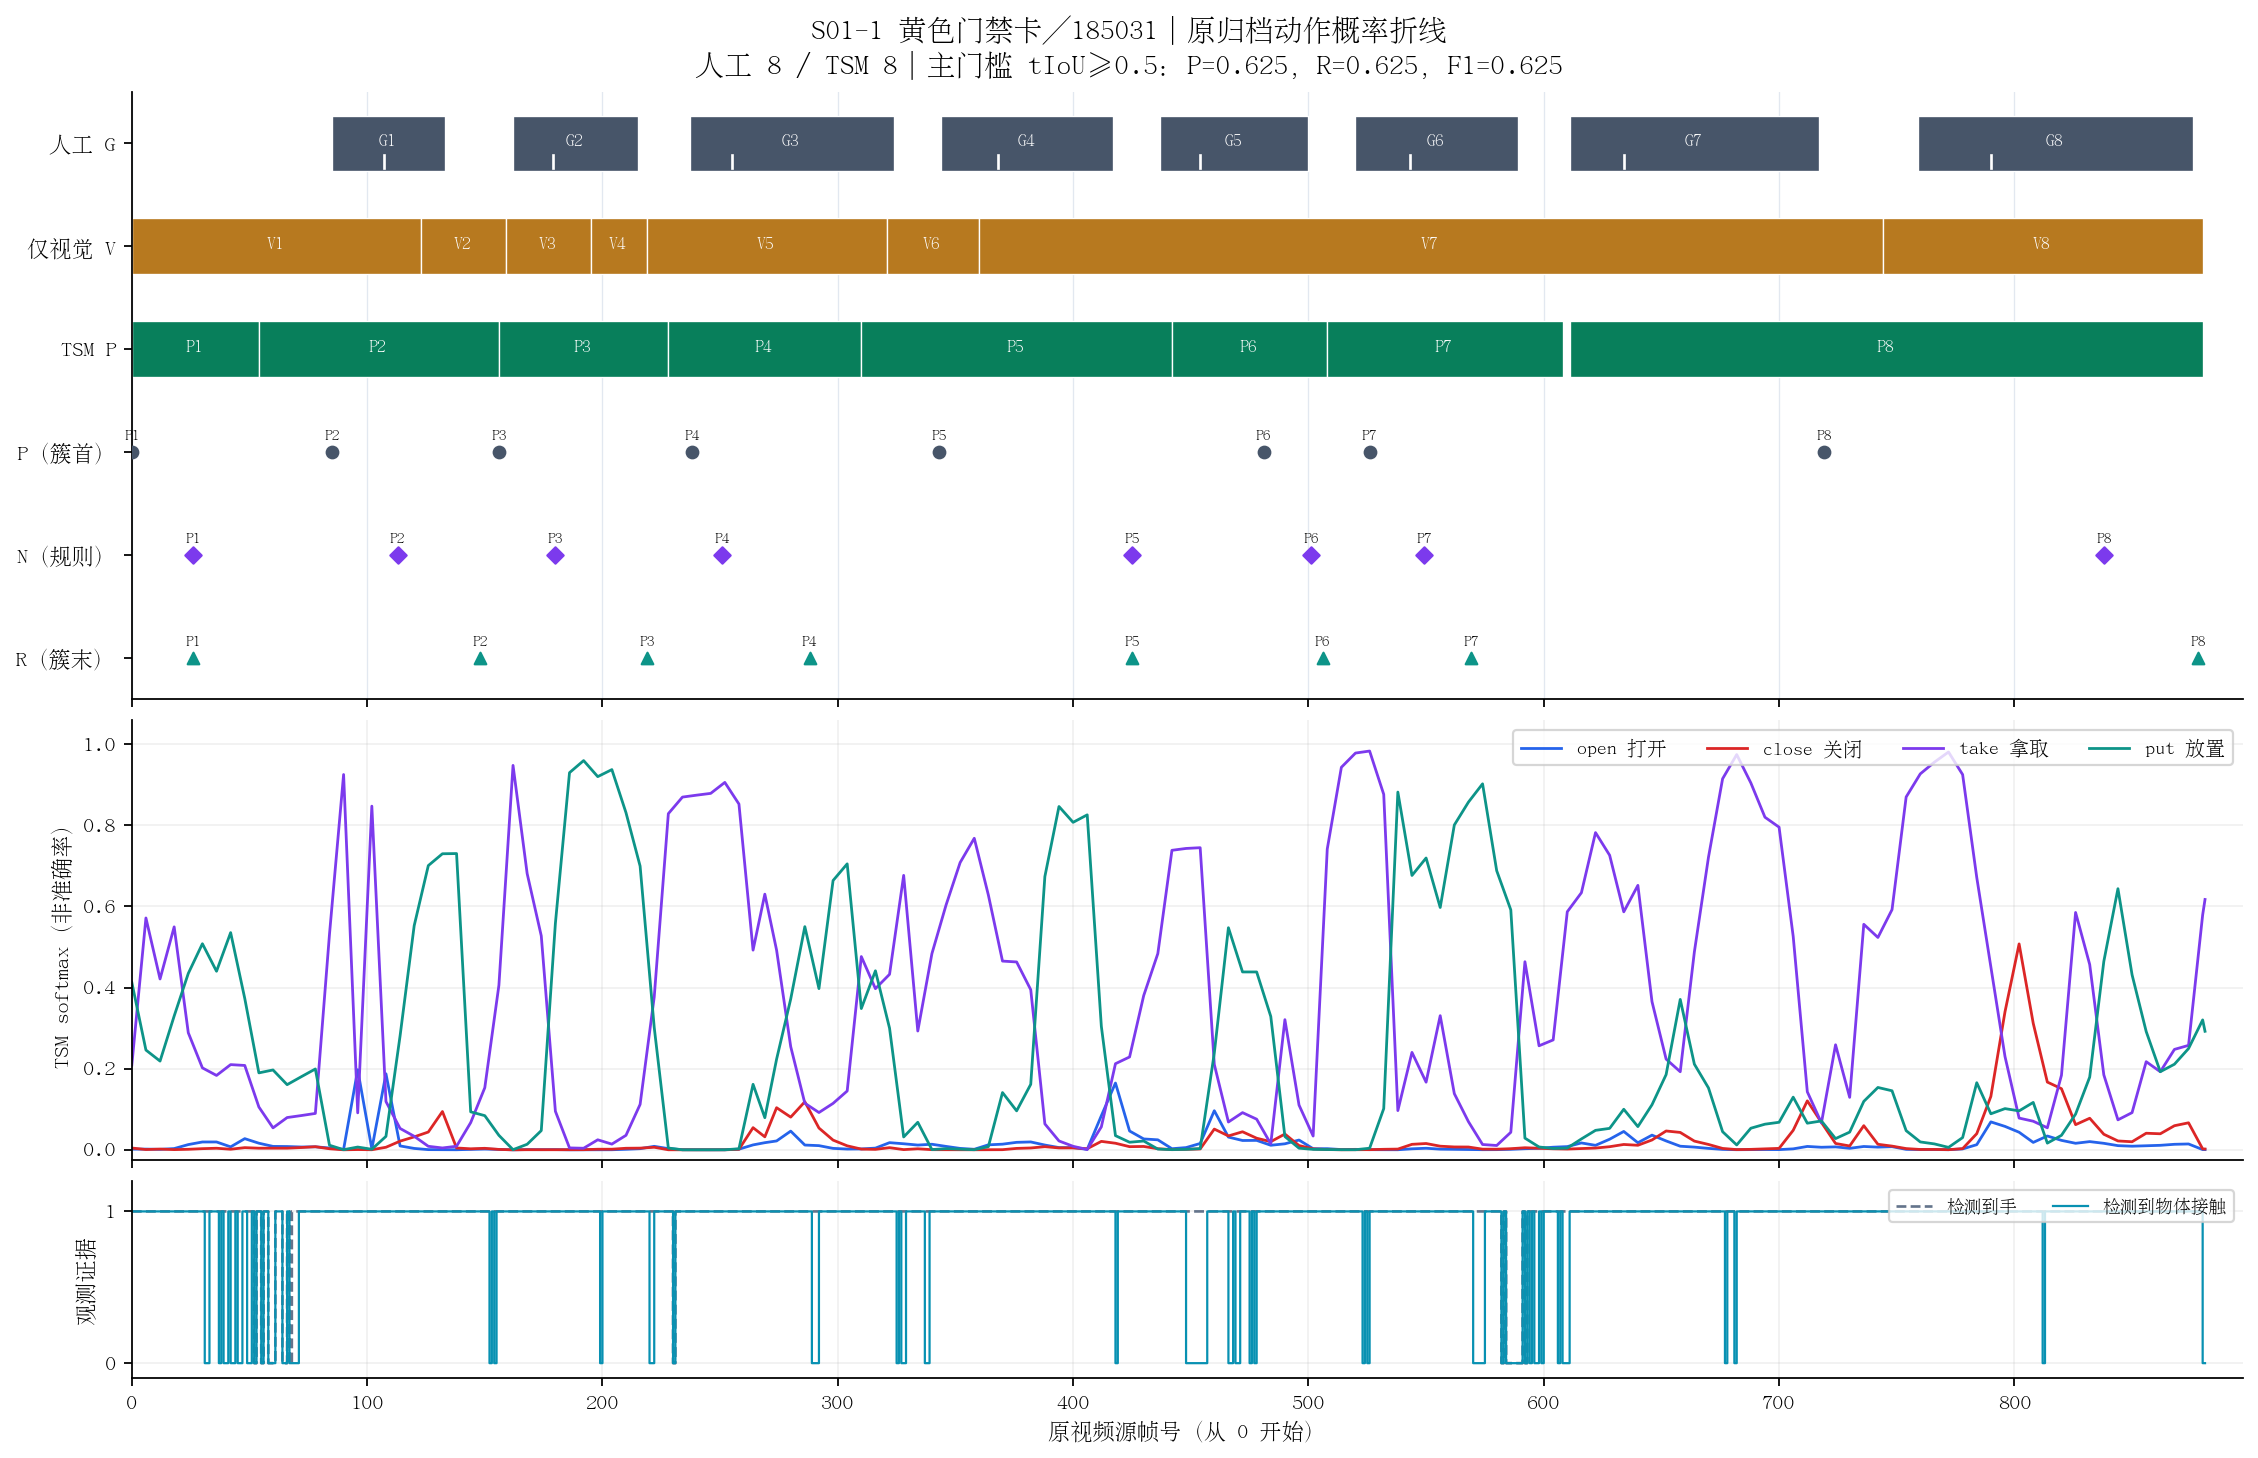 S01-1 黄色门禁卡／185031｜原归档动作概率折线
人工 8 / TSM 8｜主门槛 tIoU≥0.5: P=0.625, R=0.625, F1=0.625
人工 G
G1 G2 G3 G4 G5 G6 G7 G8
仅视觉 V
V1 V2 V3 V4 V5 V6 V7 V8
TSM P
P1 P2 P3 P4 P5 P6 P7 P8
P（簇首）
P1 P2 P3 P4 P5 P6 P7 P8
N（规则）
P1 P2 P3 P4 P5 P6 P7 P8
R（簇末）
P1 P2 P3 P4 P5 P6 P7 P8
TSM softmax（非准确率）
1.0
0.8
0.6
0.4
0.2
0.0
open 打开 close 关闭 take 拿取 put 放置
观测证据
1
0
检测到手 检测到物体接触
0 100 200 300 400 500 600 700 800
原视频源帧号（从 0 开始）